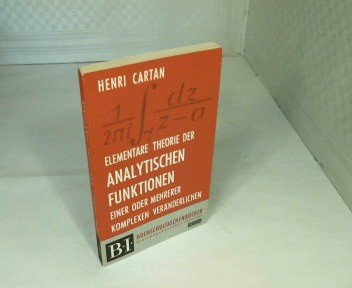 HENRI CARTAN
1/2πi ∫γ dz/z−a
ELEMENTARE THEORIE DER
ANALYTISCHEN
FUNKTIONEN
EINER ODER MEHRERER
KOMPLEXEN VERÄNDERLICHEN
B·I
HOCHSCHULTASCHENBÜCHER